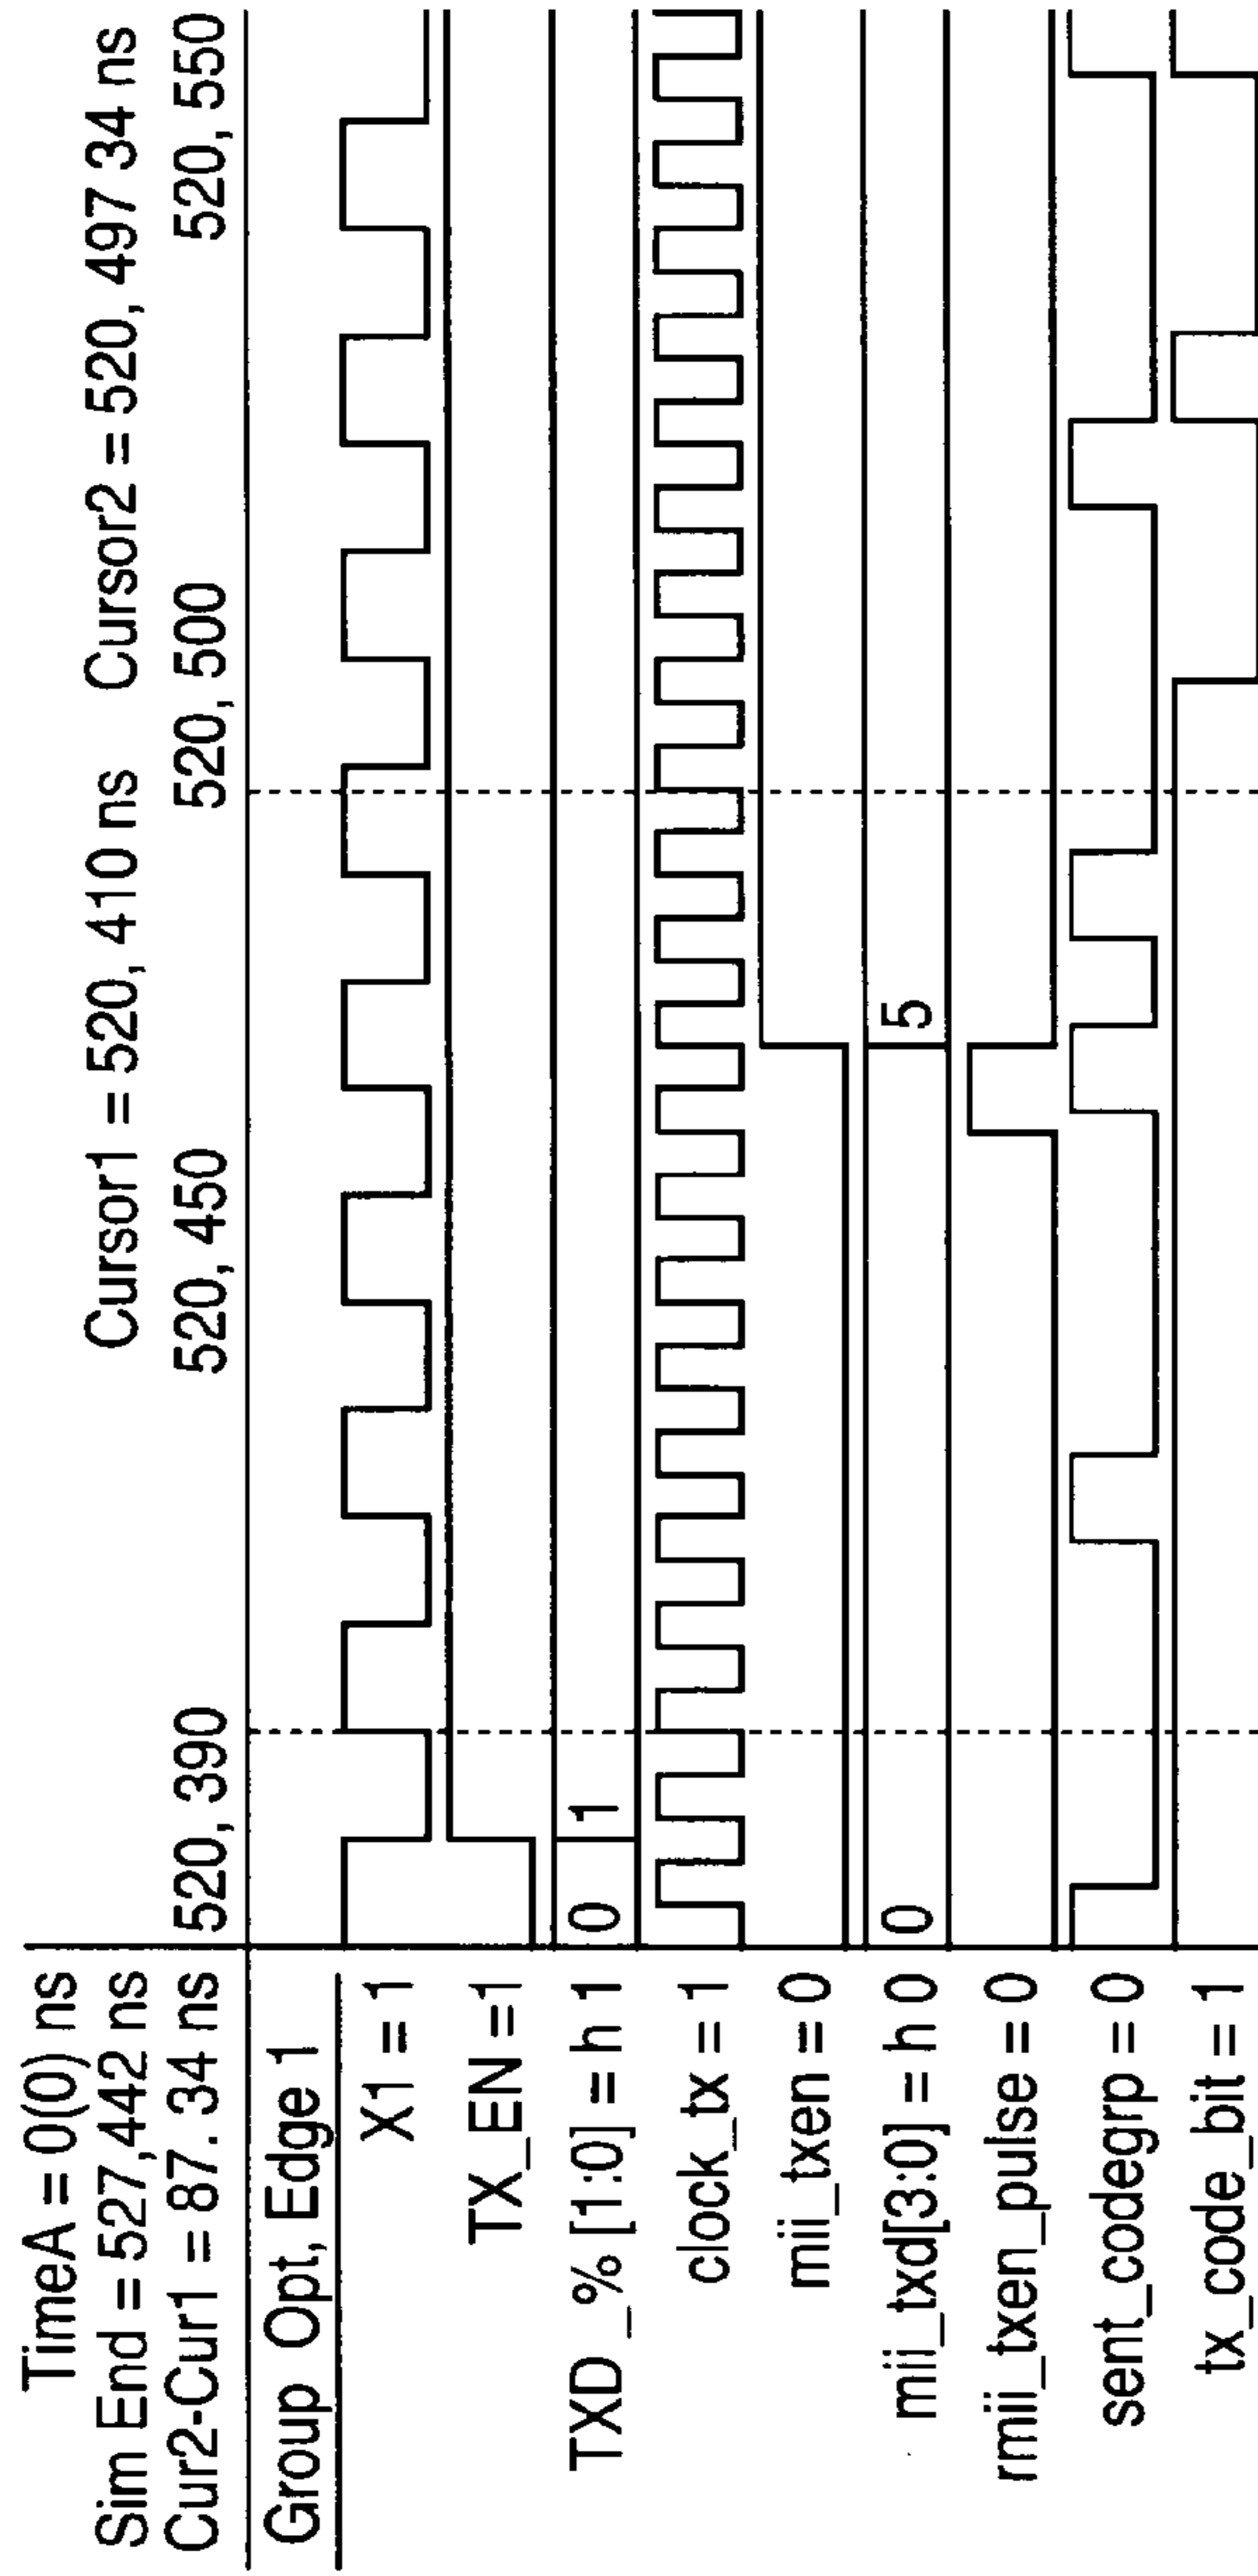 TimeA = 0(0) ns
Sim End = 527,442 ns Cursor1 = 520, 410 ns Cursor2 = 520, 497 34 ns
Cur2-Cur1 = 87. 34 ns 520, 390 520, 450 520, 500 520, 550
Group Opt, Edge 1
X1 = 1
TX_EN =1
TXD _% [1:0] = h 1 0 1
clock_tx = 1
mii_txen = 0
mii_txd[3:0] = h 0 0 5
rmii_txen_pulse = 0
sent_codegrp = 0
tx_code_bit = 1